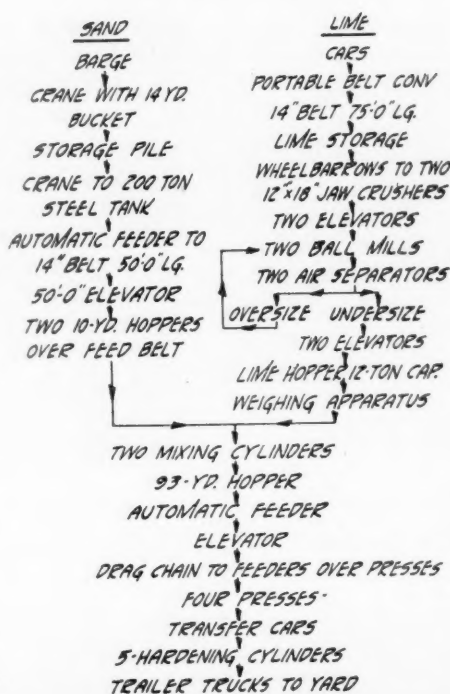 SAND
BARGE
CRANE WITH 14 YD.
BUCKET
STORAGE PILE
CRANE TO 200 TON
STEEL TANK
AUTOMATIC FEEDER TO
14" BELT 50'0" LG.
50'-0" ELEVATOR
TWO 10-YD. HOPPERS
OVER FEED BELT
LIME
CARS
PORTABLE BELT CONV
14" BELT 75'-0" LG.
LIME STORAGE
WHEELBARROWS TO TWO
12"x18" JAW CRUSHERS
TWO ELEVATORS
TWO BALL MILLS
TWO AIR SEPARATORS
OVERSIZE UNDERSIZE
TWO ELEVATORS
LIME HOPPER 12-TON CAP.
WEIGHING APPARATUS
TWO MIXING CYLINDERS
93-YD. HOPPER
AUTOMATIC FEEDER
ELEVATOR
DRAG CHAIN TO FEEDERS OVER PRESSES
FOUR PRESSES-
TRANSFER CARS
5-HARDENING CYLINDERS
TRAILER TRUCKS TO YARD